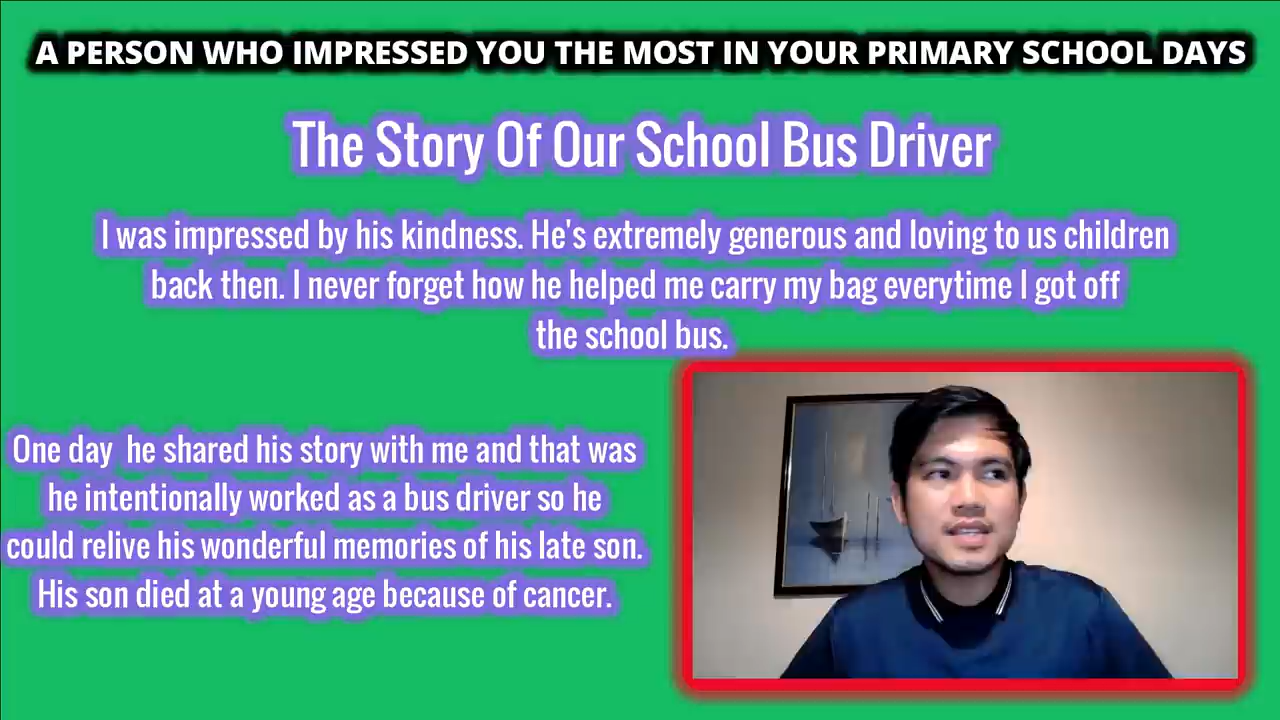 A PERSON WHO IMPRESSED YOU THE MOST IN YOUR PRIMARY SCHOOL DAYS
The Story Of Our School Bus Driver
I was impressed by his kindness. He's extremely generous and loving to us children
back then. I never forget how he helped me carry my bag everytime I got off
the school bus.
One day  he shared his story with me and that was
he intentionally worked as a bus driver so he
could relive his wonderful memories of his late son.
His son died at a young age because of cancer.